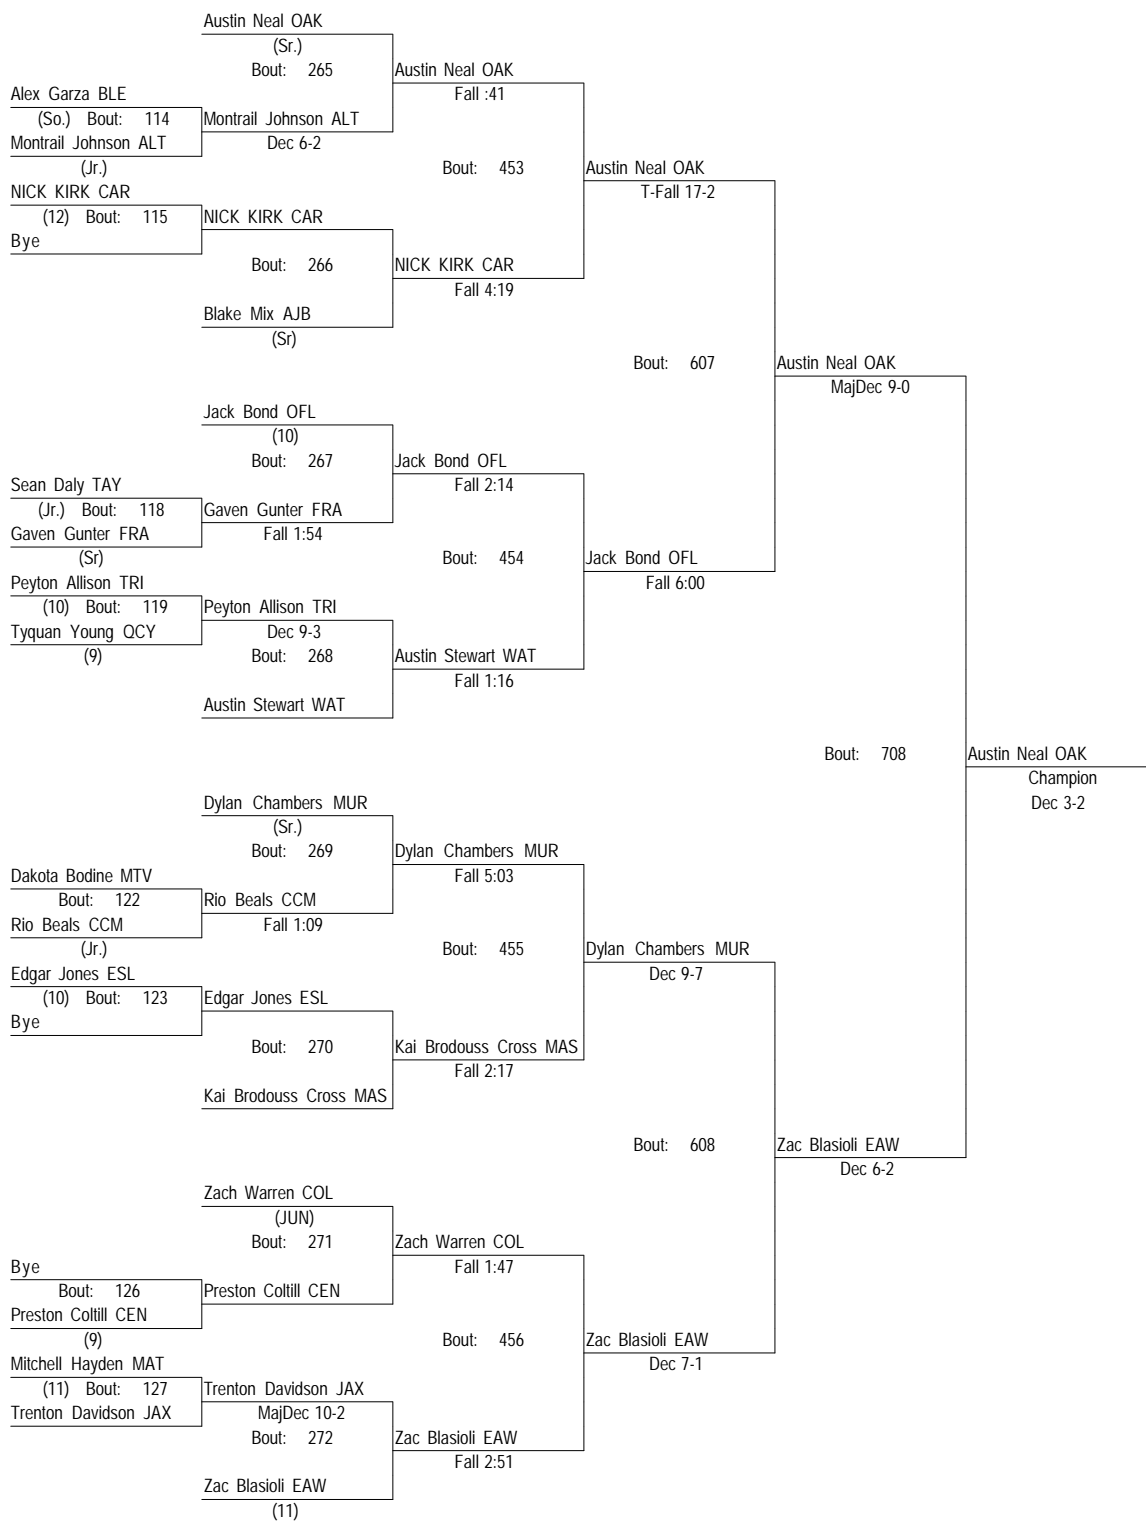 Austin Neal OAK
(Sr.)
Bout: 265
Austin Neal OAK
Fall :41
Alex Garza BLE
(So.) Bout: 114
Montrail Johnson ALT
Montrail Johnson ALT
Dec 6-2
(Jr.)
Bout: 453
Austin Neal OAK
T-Fall 17-2
NICK KIRK CAR
(12) Bout: 115
NICK KIRK CAR
Bye
Bout: 266
NICK KIRK CAR
Fall 4:19
Blake Mix AJB
(Sr)
Bout: 607
Austin Neal OAK
MajDec 9-0
Jack Bond OFL
(10)
Bout: 267
Jack Bond OFL
Fall 2:14
Sean Daly TAY
(Jr.) Bout: 118
Gaven Gunter FRA
Gaven Gunter FRA
Fall 1:54
(Sr)
Bout: 454
Jack Bond OFL
Fall 6:00
Peyton Allison TRI
(10) Bout: 119
Peyton Allison TRI
Tyquan Young QCY
Dec 9-3
(9)
Bout: 268
Austin Stewart WAT
Fall 1:16
Austin Stewart WAT
Bout: 708
Austin Neal OAK
Champion
Dec 3-2
Dylan Chambers MUR
(Sr.)
Bout: 269
Dylan Chambers MUR
Fall 5:03
Dakota Bodine MTV
Bout: 122
Rio Beals CCM
Rio Beals CCM
Fall 1:09
(Jr.)
Bout: 455
Dylan Chambers MUR
Dec 9-7
Edgar Jones ESL
(10) Bout: 123
Edgar Jones ESL
Bye
Bout: 270
Kai Brodouss Cross MAS
Fall 2:17
Kai Brodouss Cross MAS
Bout: 608
Zac Blasioli EAW
Dec 6-2
Zach Warren COL
(JUN)
Bout: 271
Zach Warren COL
Fall 1:47
Bye
Bout: 126
Preston Coltill CEN
Preston Coltill CEN
(9)
Bout: 456
Zac Blasioli EAW
Dec 7-1
Mitchell Hayden MAT
(11) Bout: 127
Trenton Davidson JAX
Trenton Davidson JAX
MajDec 10-2
Bout: 272
Zac Blasioli EAW
Fall 2:51
Zac Blasioli EAW
(11)